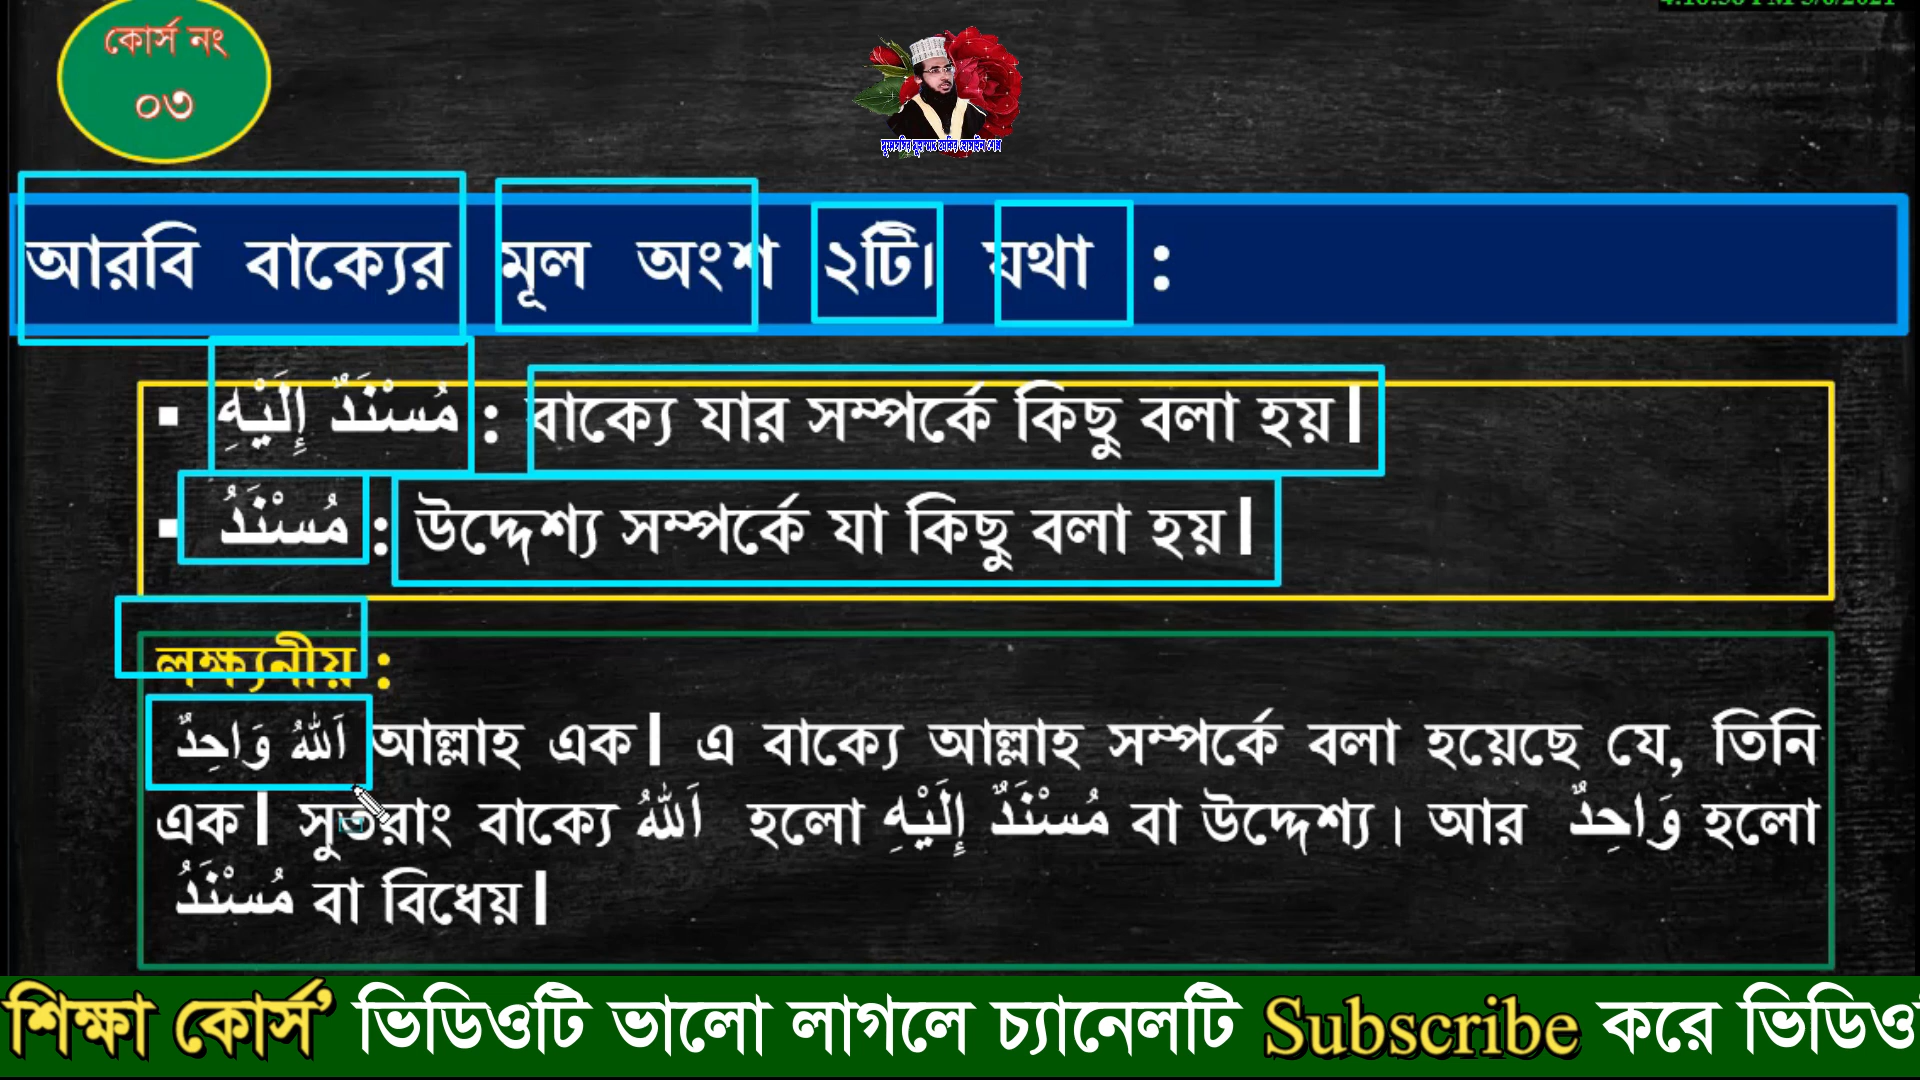 কোর্স নং
০৩
আরবি বাক্যের মূল অংশ ২টি। যথা :
▪ مُسْنَدٌ إِلَيْهِ : বাক্যে যার সম্পর্কে কিছু বলা হয়।
▪ مُسْنَدُ : উদ্দেশ্য সম্পর্কে যা কিছু বলা হয়।
লক্ষ্যনীয় :
اَللّٰهُ وَاحِدٌ আল্লাহ এক। এ বাক্যে আল্লাহ সম্পর্কে বলা হয়েছে যে, তিনি
এক। সুতরাং বাক্যে اَللّٰهُ হলো مُسْنَدٌ إِلَيْهِ বা উদ্দেশ্য। আর وَاحِدٌ হলো
مُسْنَدُ বা বিধেয়।
শিক্ষা কোর্স’ ভিডিওটি ভালো লাগলে চ্যানেলটি Subscribe করে ভিডিও